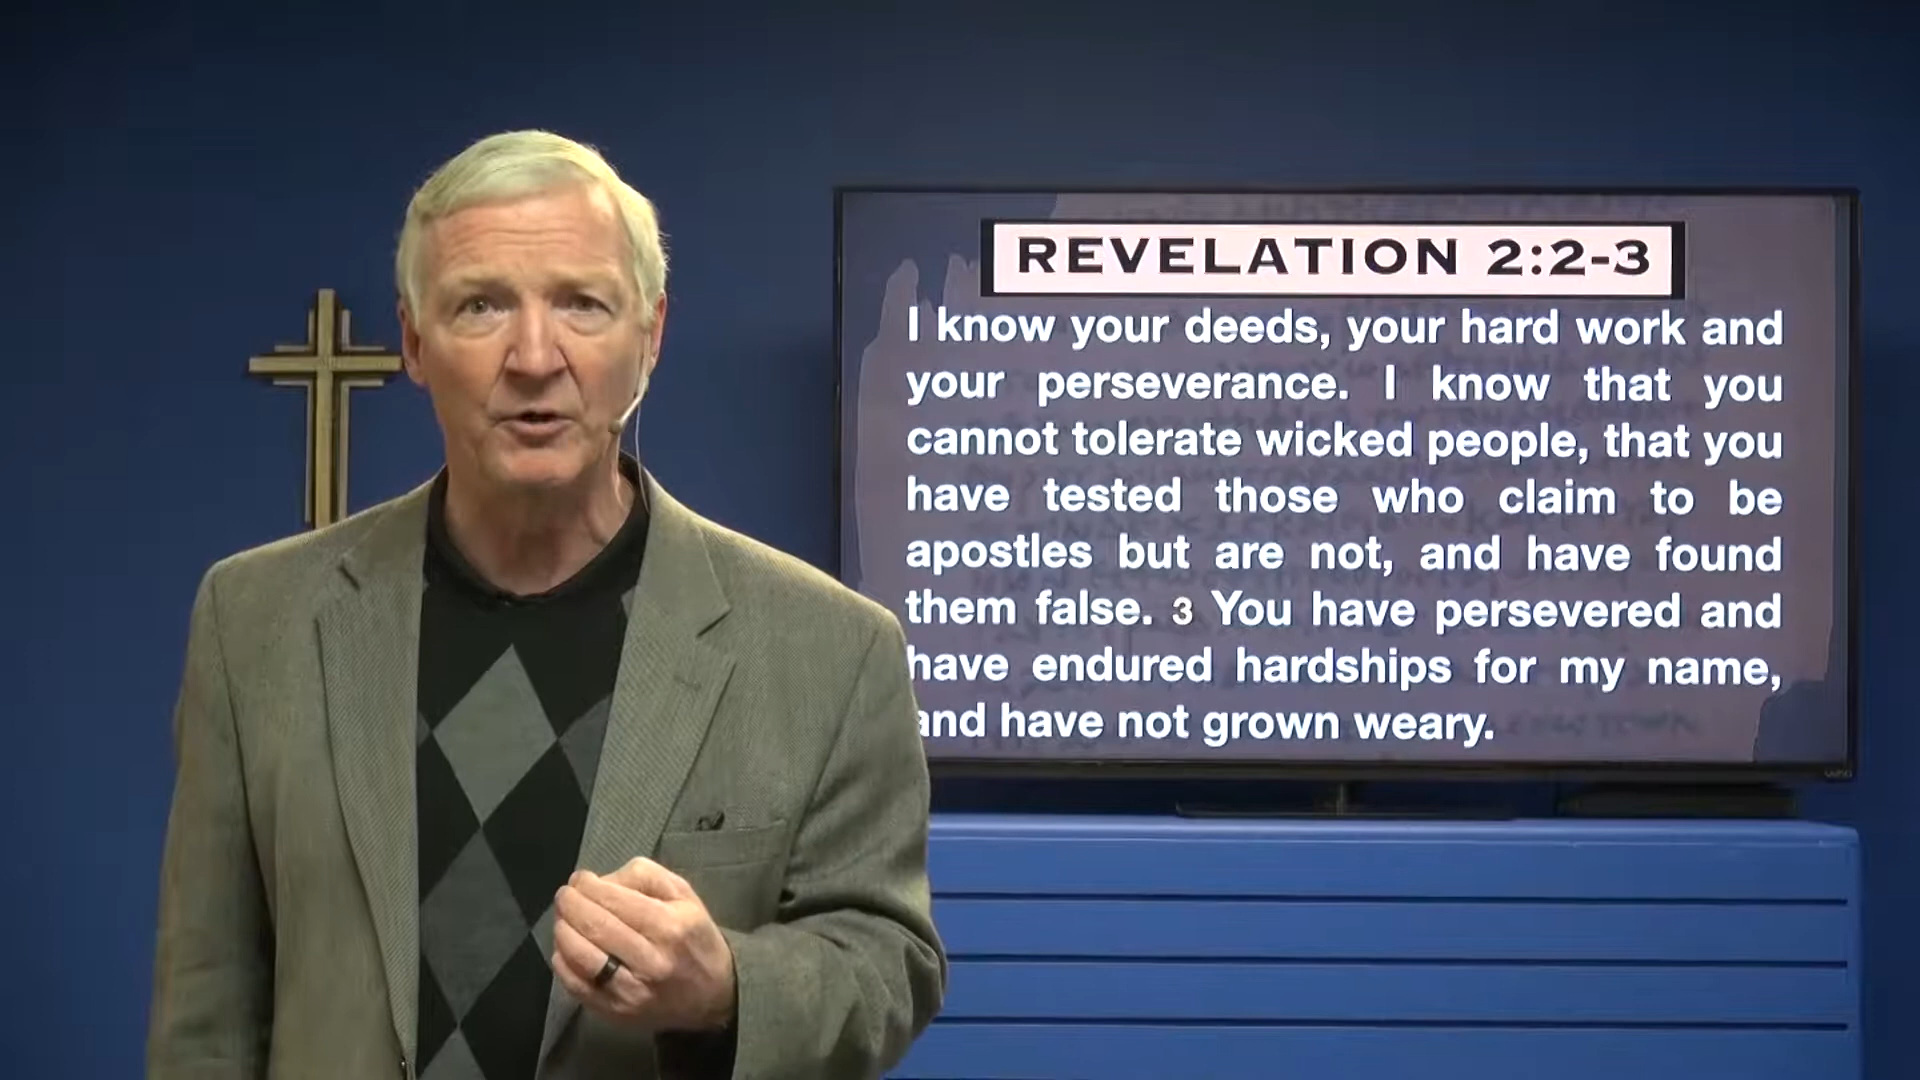 REVELATION 2:2-3
I know your deeds, your hard work and
your perseverance. I know that you
cannot tolerate wicked people, that you
have tested those who claim to be
apostles but are not, and have found
them false. 3 You have persevered and
have endured hardships for my name,
and have not grown weary.